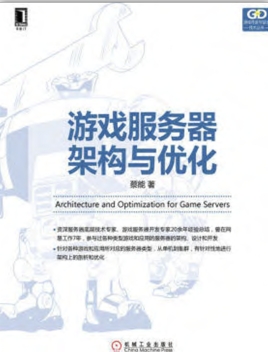 游戏服务器
架构与优化
蔡能 著
Architecture and Optimization for Game Servers
资深服务器底层技术专家、游戏服务器开发专家20多年经验总结，曾在网
易工作7年，参与过各种类型游戏和应用的服务器的架构、设计和开发
针对各种游戏和应用所对应的服务器类型，从单机到集群，有针对性地进行
架构上的剖析和优化
机械工业出版社
China Machine Press